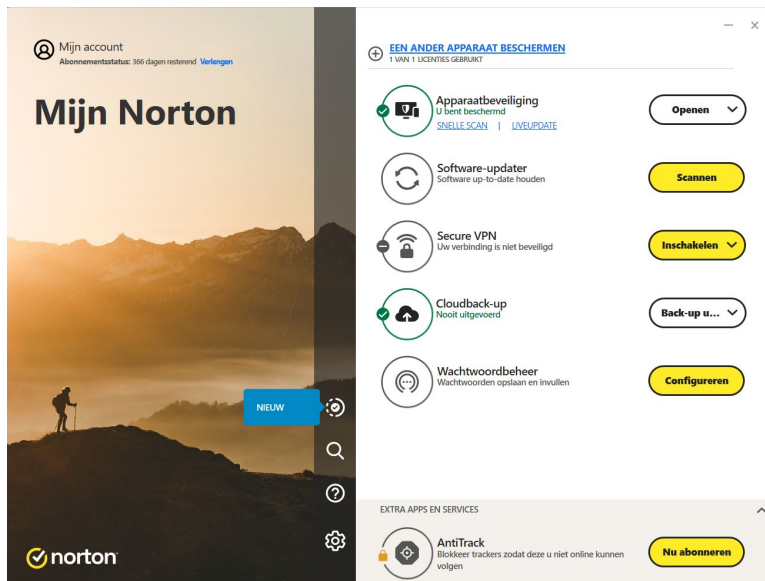 Mijn account
Abonnementsstatus: 366 dagen resterend Verlengen
Mijn Norton
NIEUW
norton
EEN ANDER APPARAAT BESCHERMEN
1 VAN 1 LICENTIES GEBRUIKT
Apparaatbeveiliging
U bent beschermd
SNELLE SCAN | LIVEUPDATE
Openen
Software-updater
Software up-to-date houden
Scannen
Secure VPN
Uw verbinding is niet beveiligd
Inschakelen
Cloudback-up
Nooit uitgevoerd
Back-up u...
Wachtwoordbeheer
Wachtwoorden opslaan en invullen
Configureren
EXTRA APPS EN SERVICES
AntiTrack
Blokkeer trackers zodat deze u niet online kunnen
volgen
Nu abonneren